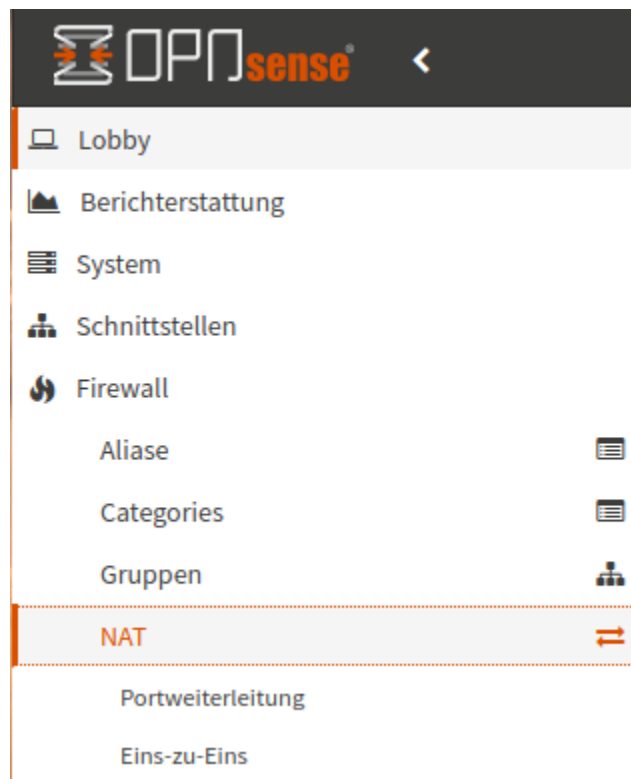 OPNsense
Lobby
Berichterstattung
System
Schnittstellen
Firewall
Aliase
Categories
Gruppen
NAT
Portweiterleitung
Eins-zu-Eins